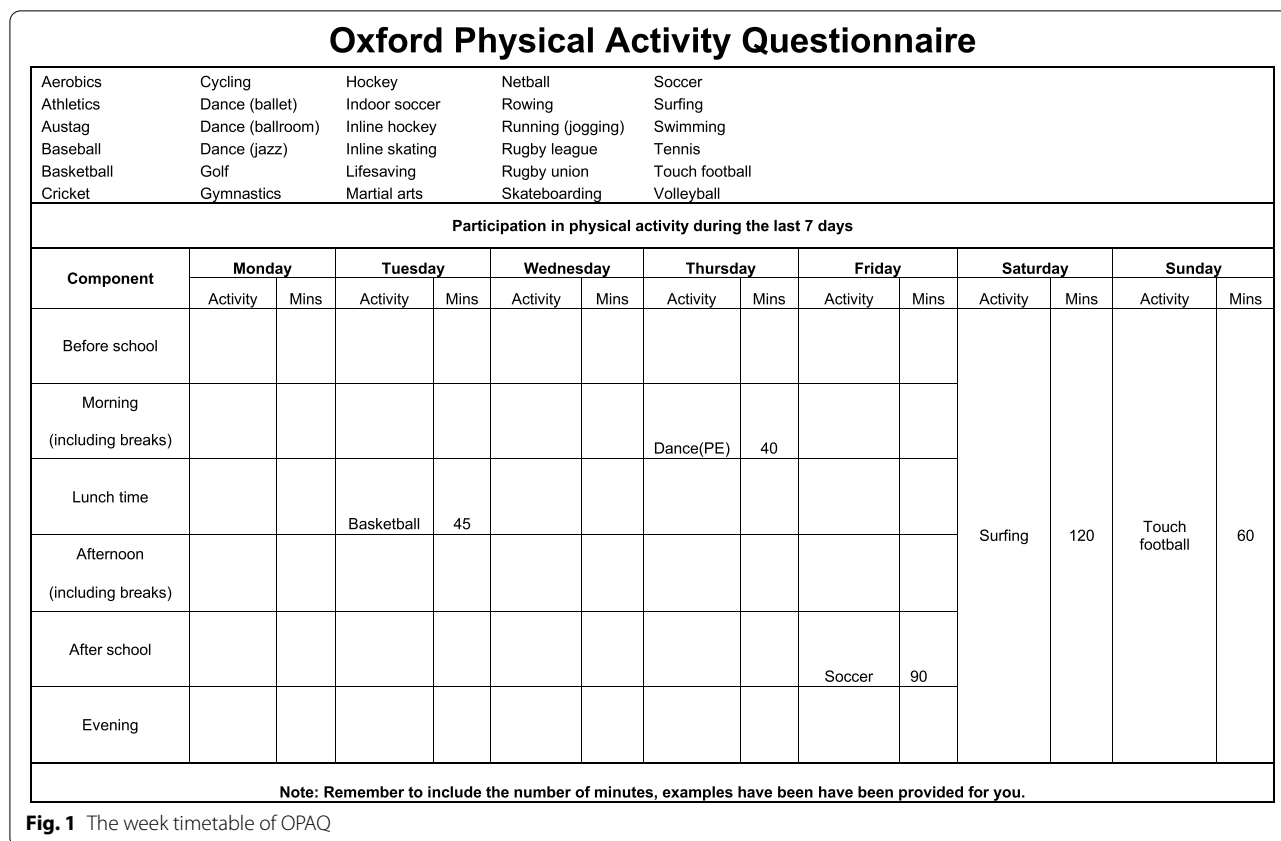 Oxford Physical Activity Questionnaire
Aerobics Cycling Hockey Netball Soccer
Athletics Dance (ballet) Indoor soccer Rowing Surfing
Austag Dance (ballroom) Inline hockey Running (jogging) Swimming
Baseball Dance (jazz) Inline skating Rugby league Tennis
Basketball Golf Lifesaving Rugby union Touch football
Cricket Gymnastics Martial arts Skateboarding Volleyball
Participation in physical activity during the last 7 days
Component Monday Tuesday Wednesday Thursday Friday Saturday Sunday
Activity Mins Activity Mins Activity Mins Activity Mins Activity Mins Activity Mins Activity Mins
Before school
Morning
(including breaks) Dance(PE) 40
Lunch time
Basketball 45
Surfing 120 Touch football 60
Afternoon
(including breaks)
After school
Soccer 90
Evening
Note: Remember to include the number of minutes, examples have been have been provided for you.
Fig. 1 The week timetable of OPAQ